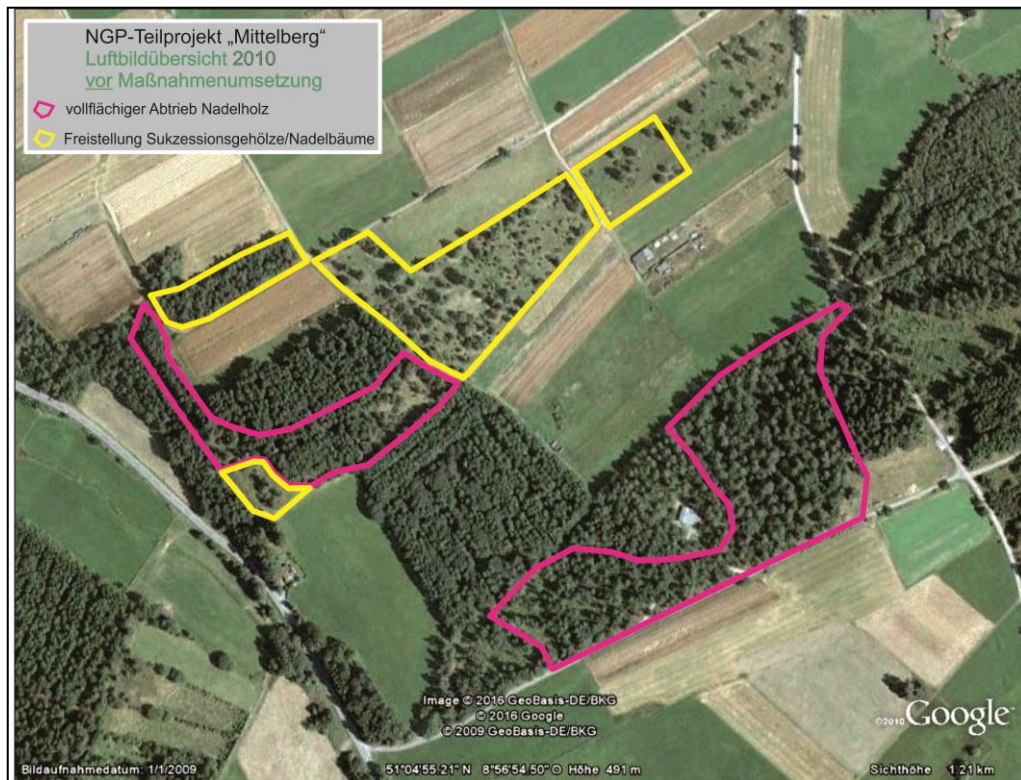 NGP-Teilprojekt „Mittelberg“
Luftbildübersicht 2010
vor Maßnahmenumsetzung
vollflächiger Abtrieb Nadelholz
Freistellung Sukzessionsgehölze/Nadelbäume
Image © 2016 GeoBasis-DE/BKG
© 2016 Google
© 2009 GeoBasis-DE/BKG
©2010 Google
Bildaufnahmedatum: 1/1/2009 51°04'55.21" N 8°56'54.50" O Höhe 491 m Sichthöhe 1.21 km